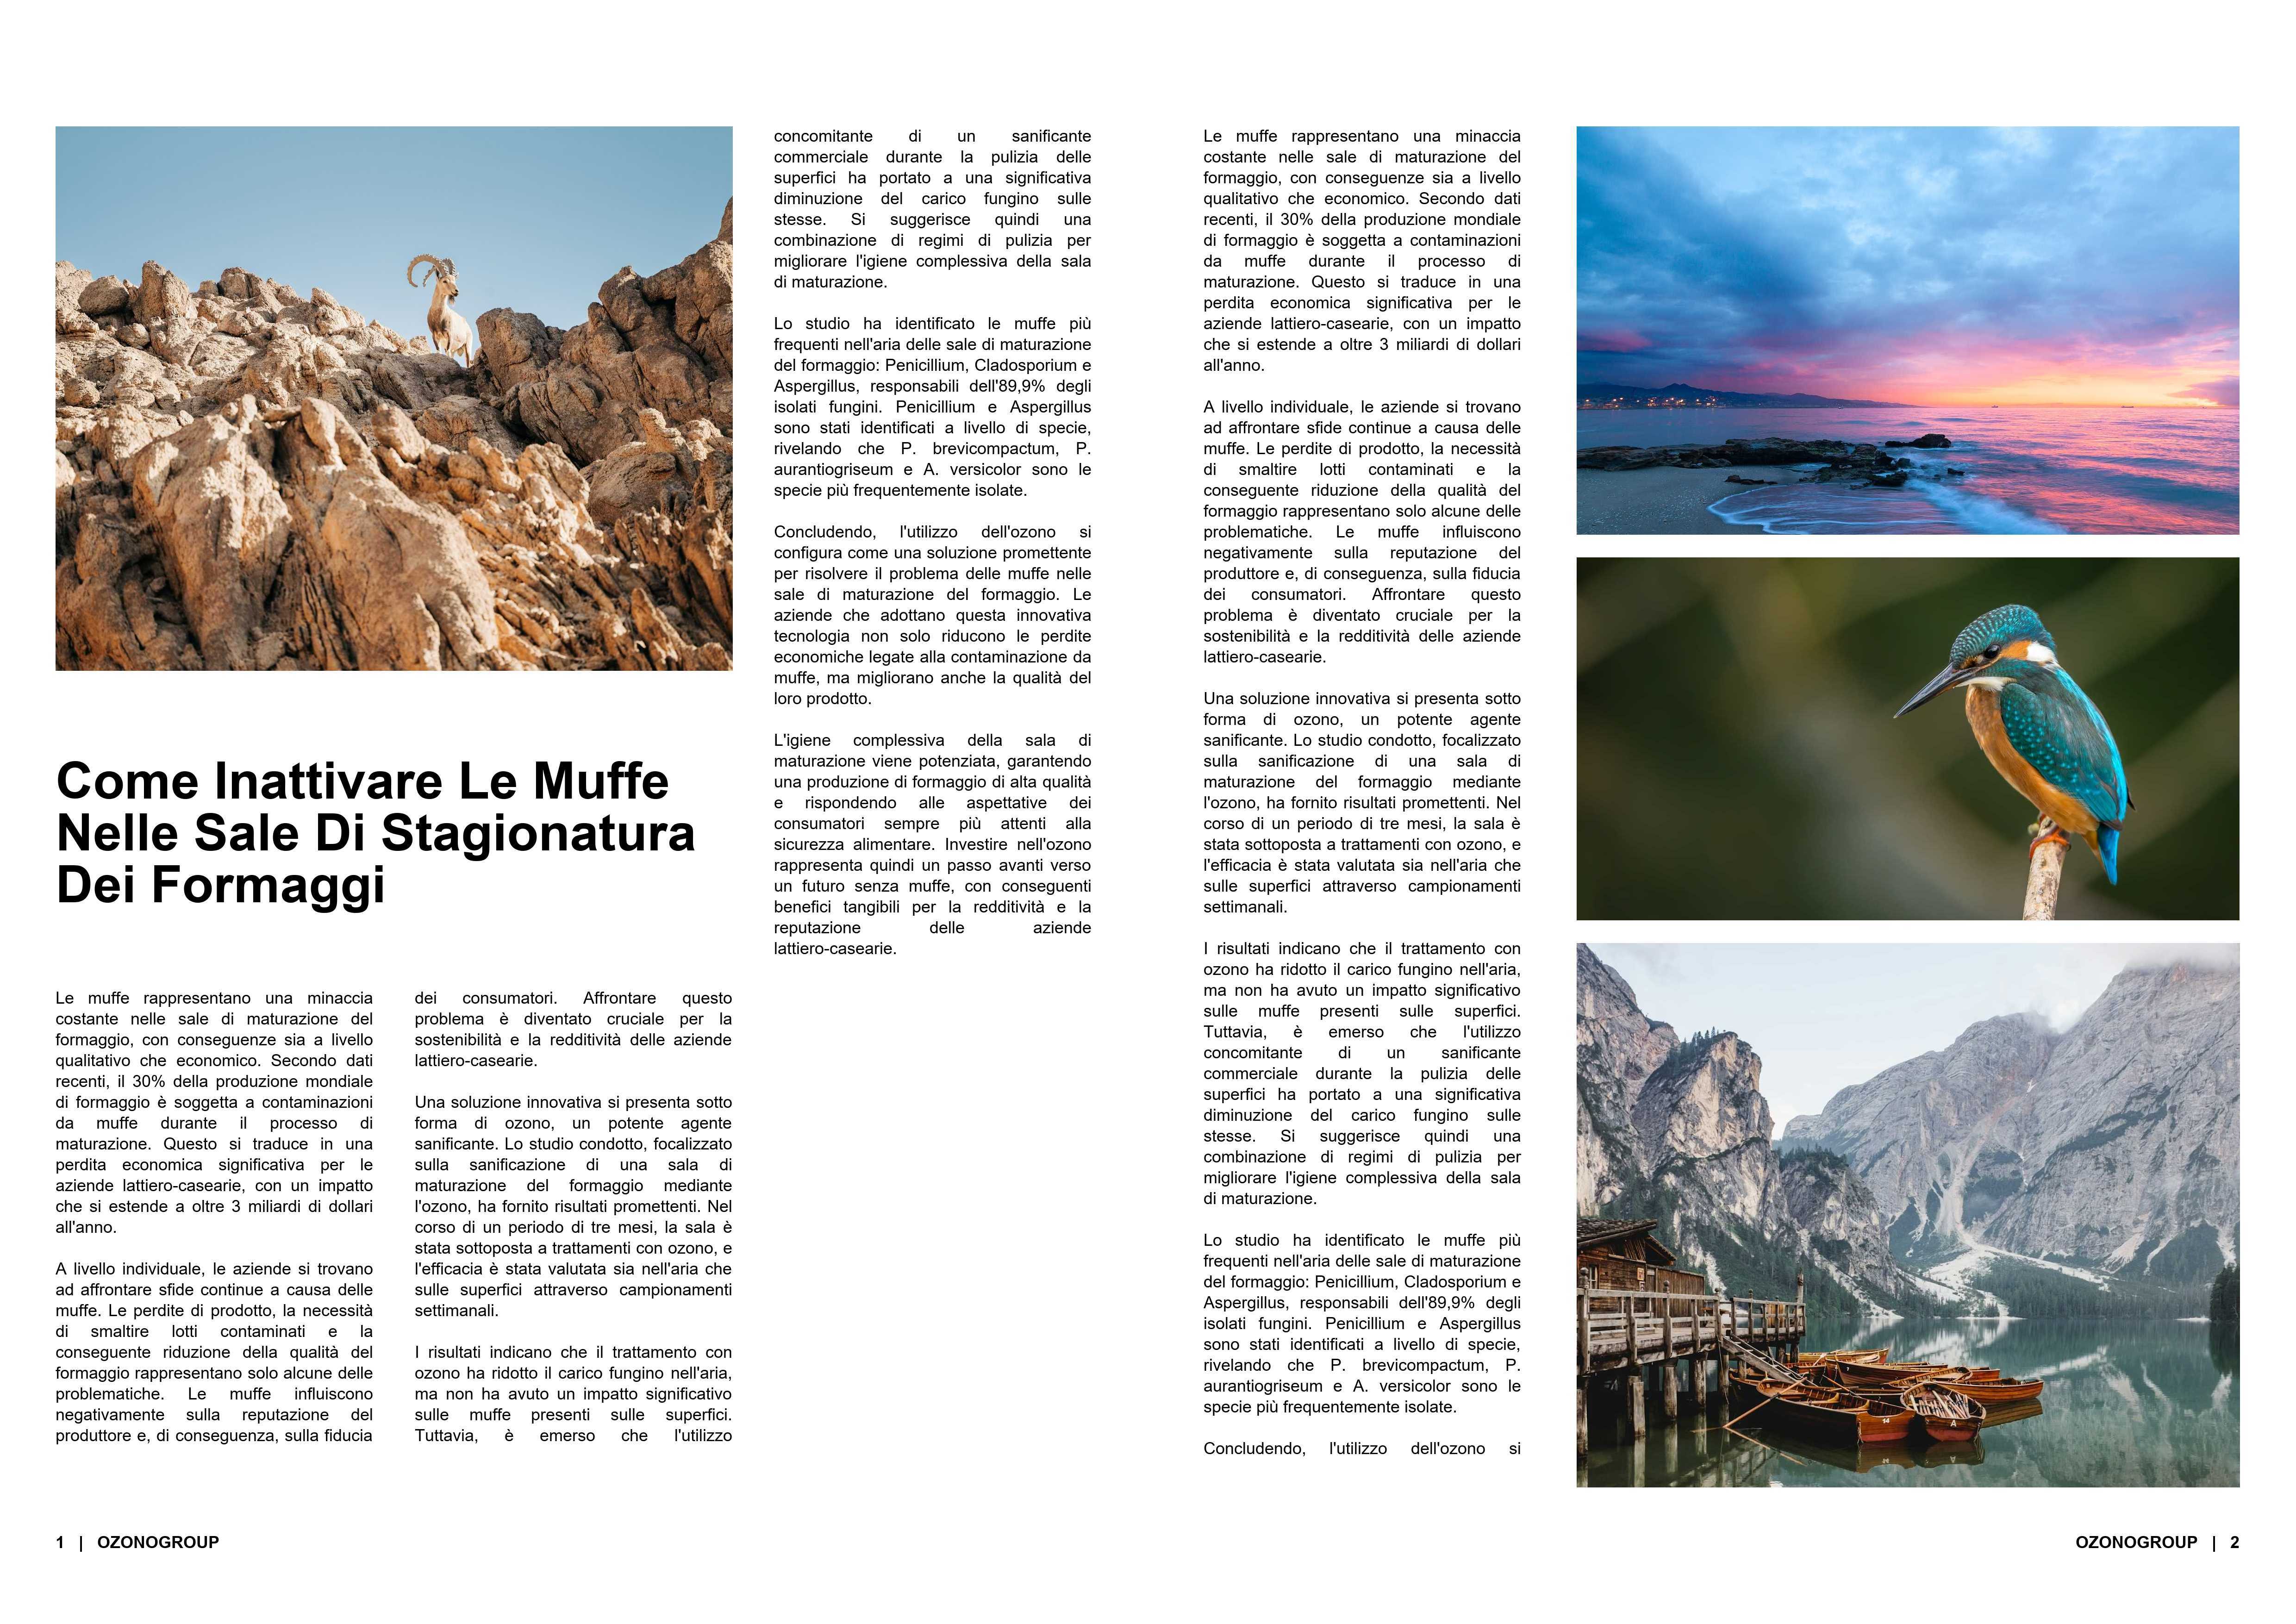 Come Inattivare Le Muffe
Nelle Sale Di Stagionatura
Dei Formaggi
Le muffe rappresentano una minaccia
costante nelle sale di maturazione del
formaggio, con conseguenze sia a livello
qualitativo che economico. Secondo dati
recenti, il 30% della produzione mondiale
di formaggio è soggetta a contaminazioni
da muffe durante il processo di
maturazione. Questo si traduce in una
perdita economica significativa per le
aziende lattiero-casearie, con un impatto
che si estende a oltre 3 miliardi di dollari
all'anno.
A livello individuale, le aziende si trovano
ad affrontare sfide continue a causa delle
muffe. Le perdite di prodotto, la necessità
di smaltire lotti contaminati e la
conseguente riduzione della qualità del
formaggio rappresentano solo alcune delle
problematiche. Le muffe influiscono
negativamente sulla reputazione del
produttore e, di conseguenza, sulla fiducia
dei consumatori. Affrontare questo
problema è diventato cruciale per la
sostenibilità e la redditività delle aziende
lattiero-casearie.
Una soluzione innovativa si presenta sotto
forma di ozono, un potente agente
sanificante. Lo studio condotto, focalizzato
sulla sanificazione di una sala di
maturazione del formaggio mediante
l'ozono, ha fornito risultati promettenti. Nel
corso di un periodo di tre mesi, la sala è
stata sottoposta a trattamenti con ozono, e
l'efficacia è stata valutata sia nell'aria che
sulle superfici attraverso campionamenti
settimanali.
I risultati indicano che il trattamento con
ozono ha ridotto il carico fungino nell'aria,
ma non ha avuto un impatto significativo
sulle muffe presenti sulle superfici.
Tuttavia, è emerso che l'utilizzo
concomitante di un sanificante
commerciale durante la pulizia delle
superfici ha portato a una significativa
diminuzione del carico fungino sulle
stesse. Si suggerisce quindi una
combinazione di regimi di pulizia per
migliorare l'igiene complessiva della sala
di maturazione.
Lo studio ha identificato le muffe più
frequenti nell'aria delle sale di maturazione
del formaggio: Penicillium, Cladosporium e
Aspergillus, responsabili dell'89,9% degli
isolati fungini. Penicillium e Aspergillus
sono stati identificati a livello di specie,
rivelando che P. brevicompactum, P.
aurantiogriseum e A. versicolor sono le
specie più frequentemente isolate.
Concludendo, l'utilizzo dell'ozono si
configura come una soluzione promettente
per risolvere il problema delle muffe nelle
sale di maturazione del formaggio. Le
aziende che adottano questa innovativa
tecnologia non solo riducono le perdite
economiche legate alla contaminazione da
muffe, ma migliorano anche la qualità del
loro prodotto.
L'igiene complessiva della sala di
maturazione viene potenziata, garantendo
una produzione di formaggio di alta qualità
e rispondendo alle aspettative dei
consumatori sempre più attenti alla
sicurezza alimentare. Investire nell'ozono
rappresenta quindi un passo avanti verso
un futuro senza muffe, con conseguenti
benefici tangibili per la redditività e la
reputazione delle aziende
lattiero-casearie.
1 | OZONOGROUP
Le muffe rappresentano una minaccia
costante nelle sale di maturazione del
formaggio, con conseguenze sia a livello
qualitativo che economico. Secondo dati
recenti, il 30% della produzione mondiale
di formaggio è soggetta a contaminazioni
da muffe durante il processo di
maturazione. Questo si traduce in una
perdita economica significativa per le
aziende lattiero-casearie, con un impatto
che si estende a oltre 3 miliardi di dollari
all'anno.
A livello individuale, le aziende si trovano
ad affrontare sfide continue a causa delle
muffe. Le perdite di prodotto, la necessità
di smaltire lotti contaminati e la
conseguente riduzione della qualità del
formaggio rappresentano solo alcune delle
problematiche. Le muffe influiscono
negativamente sulla reputazione del
produttore e, di conseguenza, sulla fiducia
dei consumatori. Affrontare questo
problema è diventato cruciale per la
sostenibilità e la redditività delle aziende
lattiero-casearie.
Una soluzione innovativa si presenta sotto
forma di ozono, un potente agente
sanificante. Lo studio condotto, focalizzato
sulla sanificazione di una sala di
maturazione del formaggio mediante
l'ozono, ha fornito risultati promettenti. Nel
corso di un periodo di tre mesi, la sala è
stata sottoposta a trattamenti con ozono, e
l'efficacia è stata valutata sia nell'aria che
sulle superfici attraverso campionamenti
settimanali.
I risultati indicano che il trattamento con
ozono ha ridotto il carico fungino nell'aria,
ma non ha avuto un impatto significativo
sulle muffe presenti sulle superfici.
Tuttavia, è emerso che l'utilizzo
concomitante di un sanificante
commerciale durante la pulizia delle
superfici ha portato a una significativa
diminuzione del carico fungino sulle
stesse. Si suggerisce quindi una
combinazione di regimi di pulizia per
migliorare l'igiene complessiva della sala
di maturazione.
Lo studio ha identificato le muffe più
frequenti nell'aria delle sale di maturazione
del formaggio: Penicillium, Cladosporium e
Aspergillus, responsabili dell'89,9% degli
isolati fungini. Penicillium e Aspergillus
sono stati identificati a livello di specie,
rivelando che P. brevicompactum, P.
aurantiogriseum e A. versicolor sono le
specie più frequentemente isolate.
Concludendo, l'utilizzo dell'ozono si
14
A
OZONOGROUP | 2